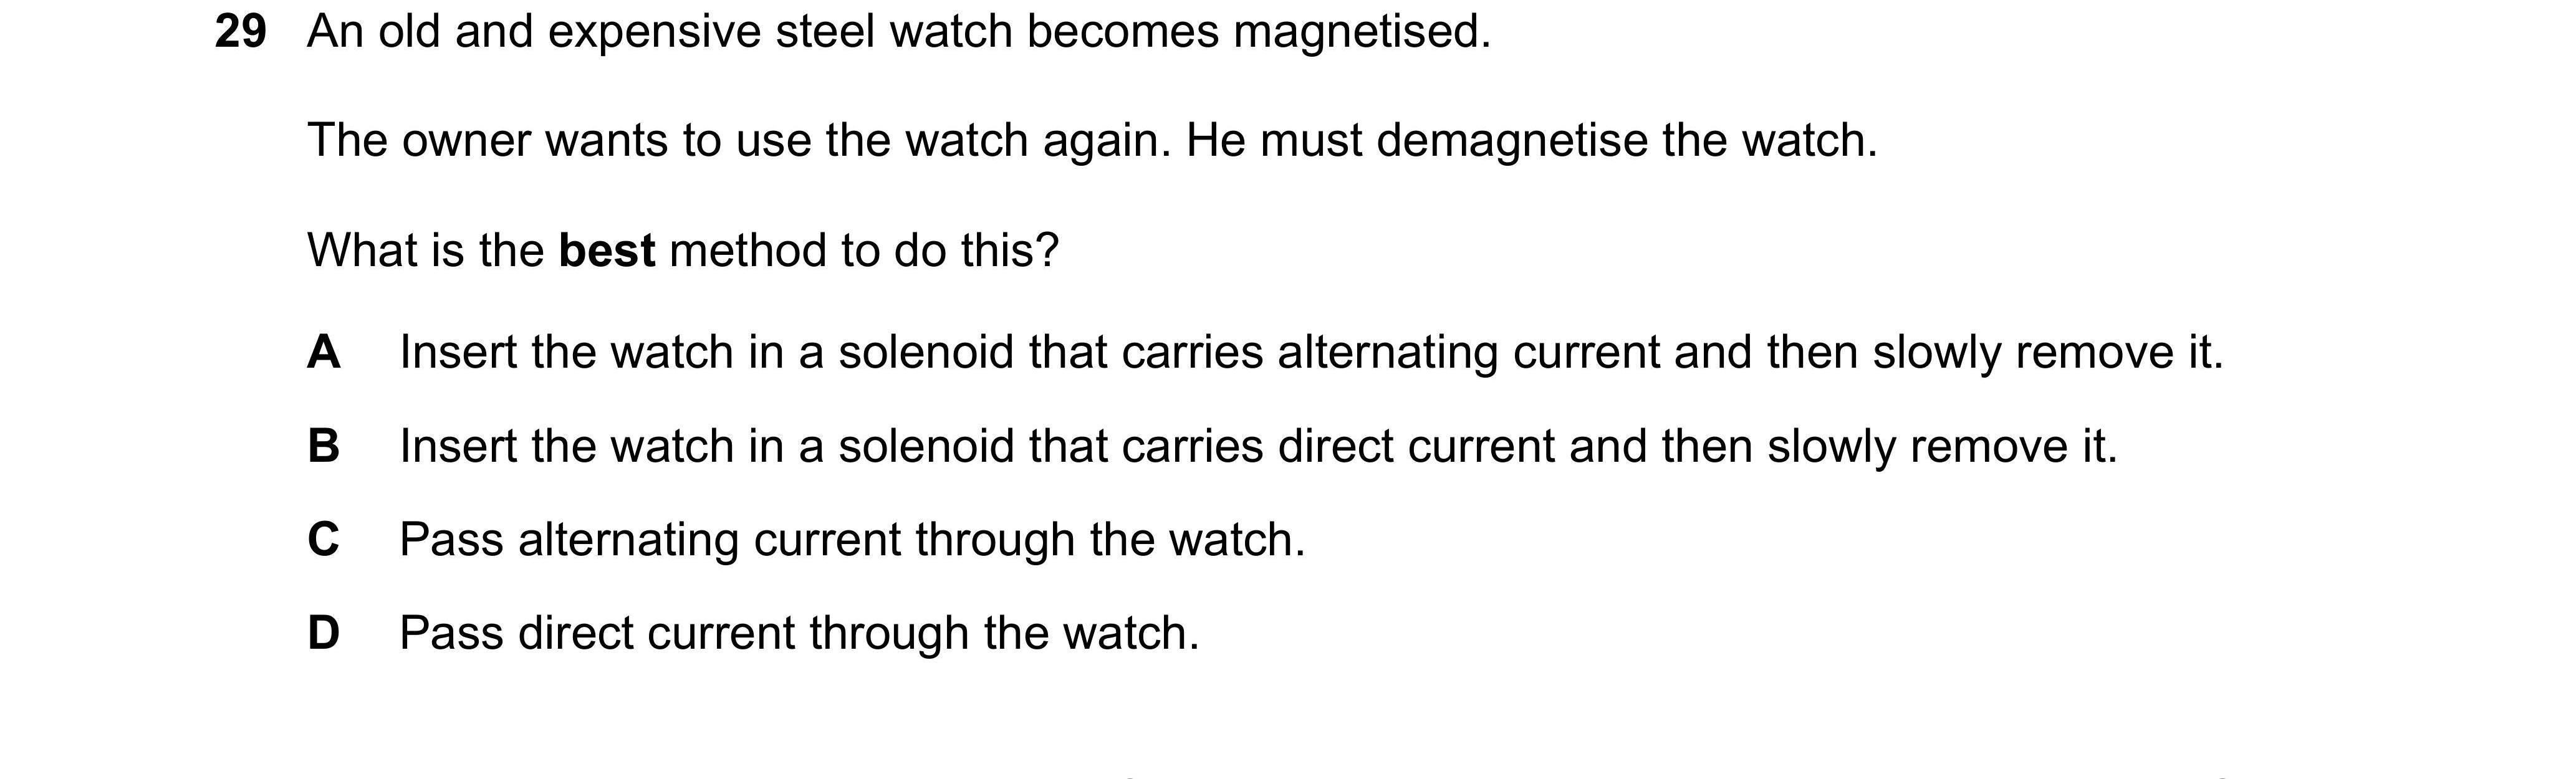 29 An old and expensive steel watch becomes magnetised.
The owner wants to use the watch again. He must demagnetise the watch.
What is the best method to do this?
A Insert the watch in a solenoid that carries alternating current and then slowly remove it.
B Insert the watch in a solenoid that carries direct current and then slowly remove it.
C Pass alternating current through the watch.
D Pass direct current through the watch.